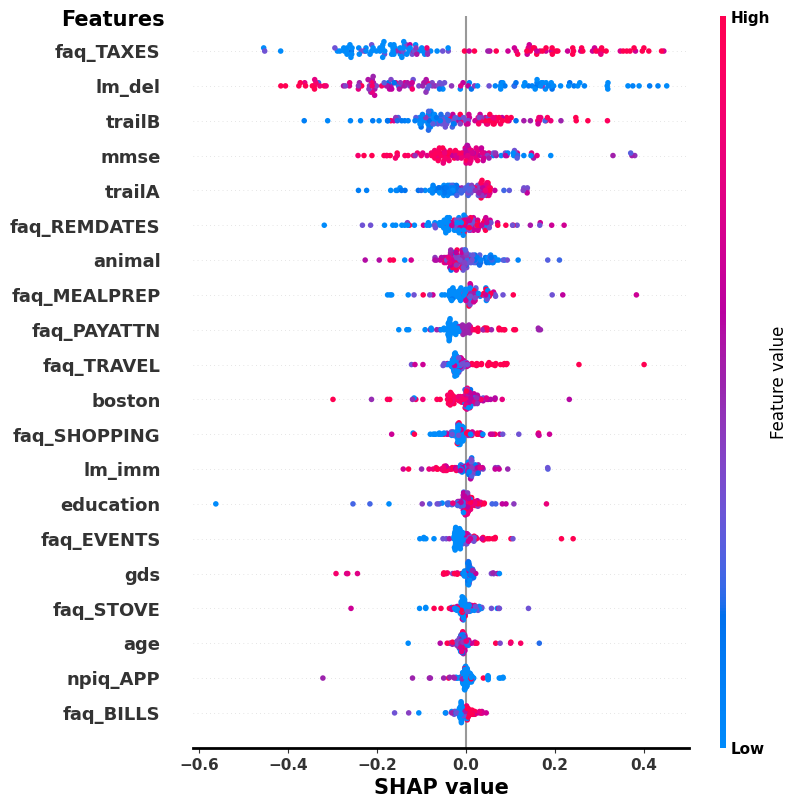 Features
High
faq_TAXES
lm_del
trailB
mmse
trailA
faq_REMDATES
animal
faq_MEALPREP
faq_PAYATTN
faq_TRAVEL
boston
faq_SHOPPING
lm_imm
education
faq_EVENTS
gds
faq_STOVE
age
npiq_APP
faq_BILLS
Feature value
Low
−0.6 −0.4 −0.2 0.0 0.2 0.4
SHAP value